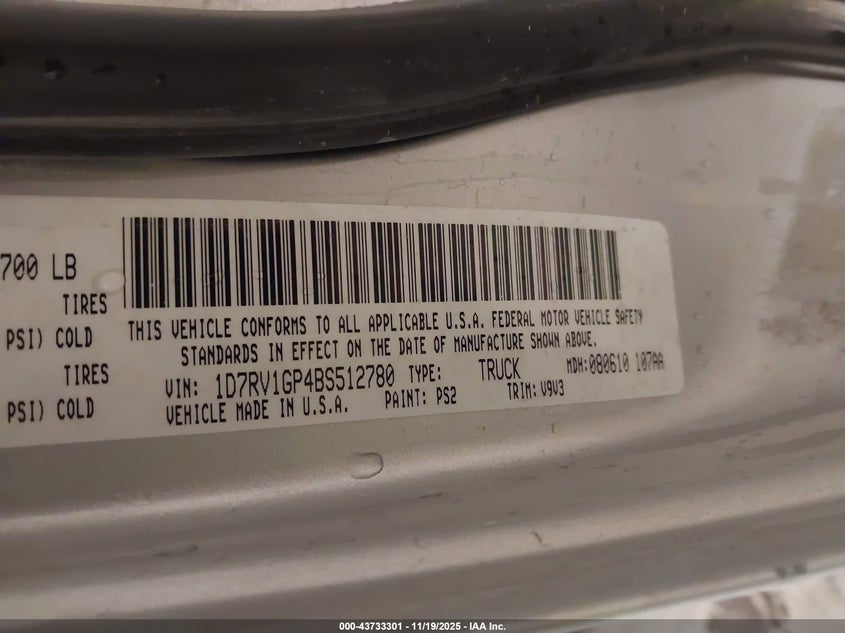 700 LB
TIRES
PSI) COLD
TIRES
PSI) COLD
THIS VEHICLE CONFORMS TO ALL APPLICABLE U.S.A. FEDERAL MOTOR VEHICLE SAFETY
STANDARDS IN EFFECT ON THE DATE OF MANUFACTURE SHOWN ABOVE.
VIN: 1D7RV1GP4BS512780 TYPE: TRUCK MDH:080610 107AA
VEHICLE MADE IN U.S.A. PAINT: PS2 TRIM: V9V3
000-43733301 - 11/19/2025 - IAA Inc.